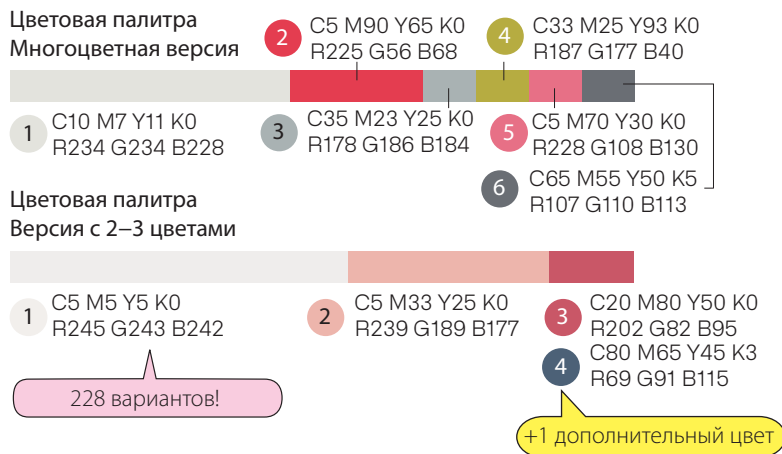 Цветовая палитра
Многоцветная версия
2 C5 M90 Y65 K0
R225 G56 B68
4 C33 M25 Y93 K0
R187 G177 B40
1 C10 M7 Y11 K0
R234 G234 B228
3 C35 M23 Y25 K0
R178 G186 B184
5 C5 M70 Y30 K0
R228 G108 B130
6 C65 M55 Y50 K5
R107 G110 B113
Цветовая палитра
Версия с 2–3 цветами
1 C5 M5 Y5 K0
R245 G243 B242
2 C5 M33 Y25 K0
R239 G189 B177
3 C20 M80 Y50 K0
R202 G82 B95
4 C80 M65 Y45 K3
R69 G91 B115
228 вариантов!
+1 дополнительный цвет